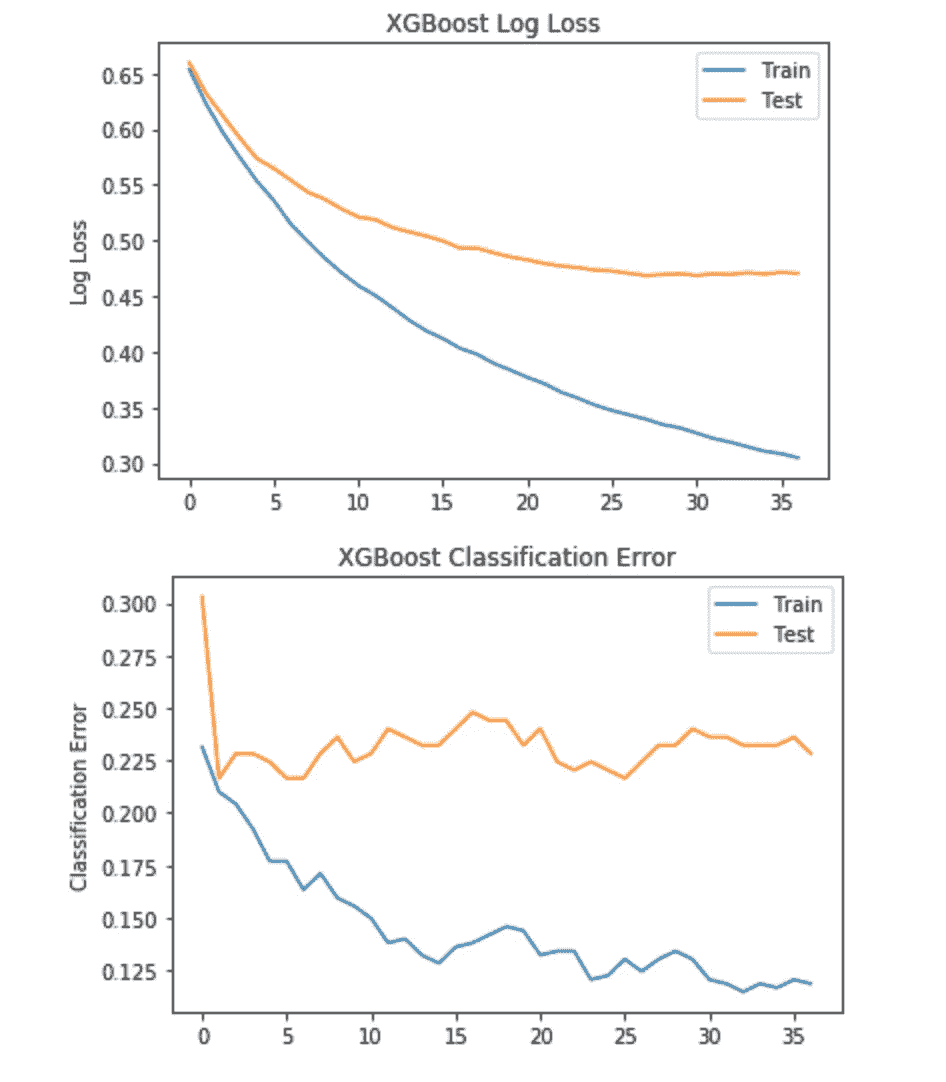 XGBoost Log Loss
Train
Test
Log Loss
0.65
0.60
0.55
0.50
0.45
0.40
0.35
0.30
0 5 10 15 20 25 30 35
XGBoost Classification Error
Train
Test
Classification Error
0.300
0.275
0.250
0.225
0.200
0.175
0.150
0.125
0 5 10 15 20 25 30 35